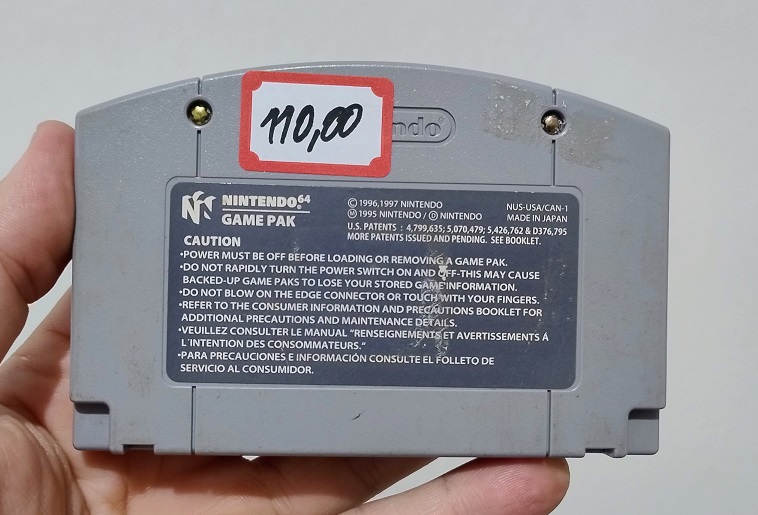 110,00
NINTENDO®64
GAME PAK
© 1996,1997 NINTENDO
Ⓜ 1995 NINTENDO / Ⓓ NINTENDO
U.S. PATENTS : 4,799,635; 5,070,479; 5,426,762 & D376,795
MORE PATENTS ISSUED AND PENDING. SEE BOOKLET.
NUS-USA/CAN-1
MADE IN JAPAN
CAUTION
•POWER MUST BE OFF BEFORE LOADING OR REMOVING A GAME PAK.
•DO NOT RAPIDLY TURN THE POWER SWITCH ON AND OFF-THIS MAY CAUSE
BACKED-UP GAME PAKS TO LOSE YOUR STORED GAME INFORMATION.
•DO NOT BLOW ON THE EDGE CONNECTOR OR TOUCH WITH YOUR FINGERS.
•REFER TO THE CONSUMER INFORMATION AND PRECAUTIONS BOOKLET FOR
ADDITIONAL PRECAUTIONS AND MAINTENANCE DETAILS.
•VEUILLEZ CONSULTER LE MANUAL "RENSEIGNEMENTS ET AVERTISSEMENTS Á
L'INTENTION DES CONSOMMATEURS."
•PARA PRECAUCIONES E INFORMACIÓN CONSULTE EL FOLLETO DE
SERVICIO AL CONSUMIDOR.